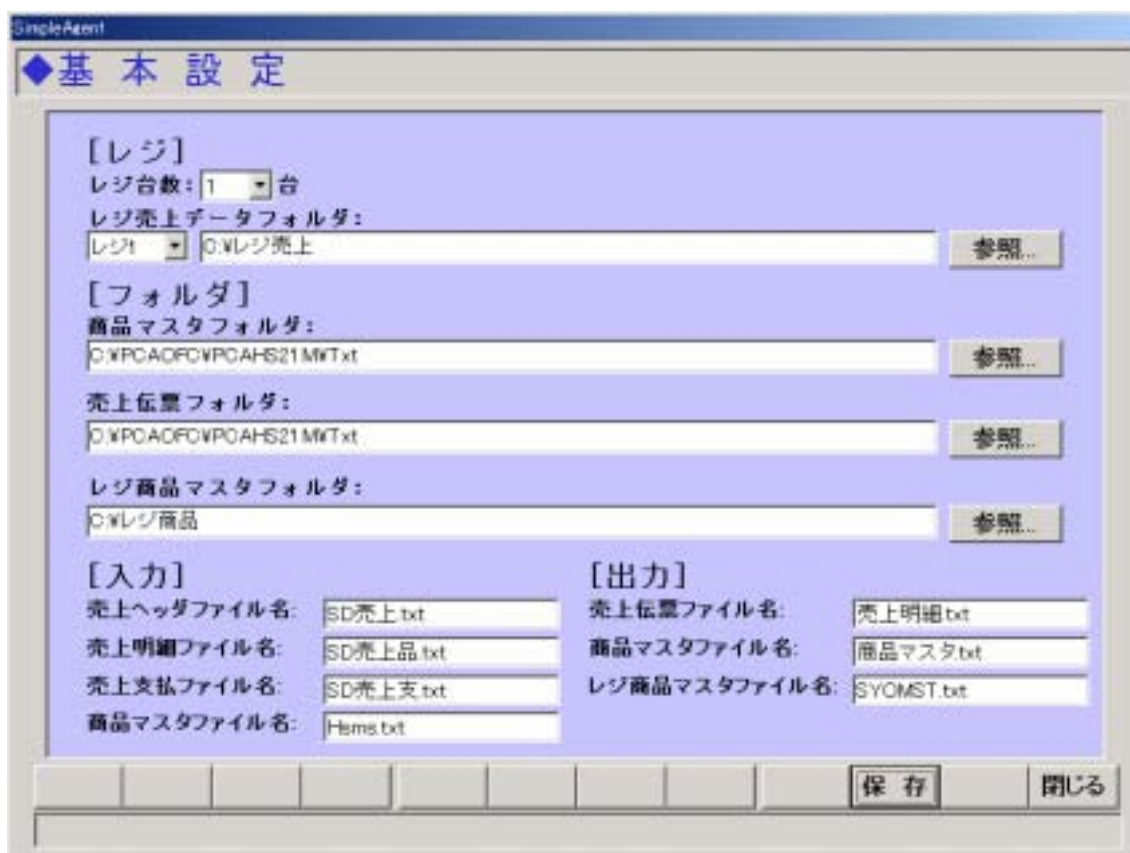 SimpleAgent
◆基 本 設 定
[レジ]
レジ台数: 1 台
レジ売上データフォルダ:
レジ1 C:¥レジ売上 参照...
[フォルダ]
商品マスタフォルダ:
C:¥PCAOFC¥PCAHS21M¥Txt 参照...
売上伝票フォルダ:
C:¥PCAOFC¥PCAHS21M¥Txt 参照...
レジ商品マスタフォルダ:
C:¥レジ商品 参照...
[入力] [出力]
売上ヘッダファイル名: SD売上.txt 売上伝票ファイル名: 売上明細.txt
売上明細ファイル名: SD売上品.txt 商品マスタファイル名: 商品マスタ.txt
売上支払ファイル名: SD売上支.txt レジ商品マスタファイル名: SYOMST.txt
商品マスタファイル名: Hsms.txt
保 存 閉じる